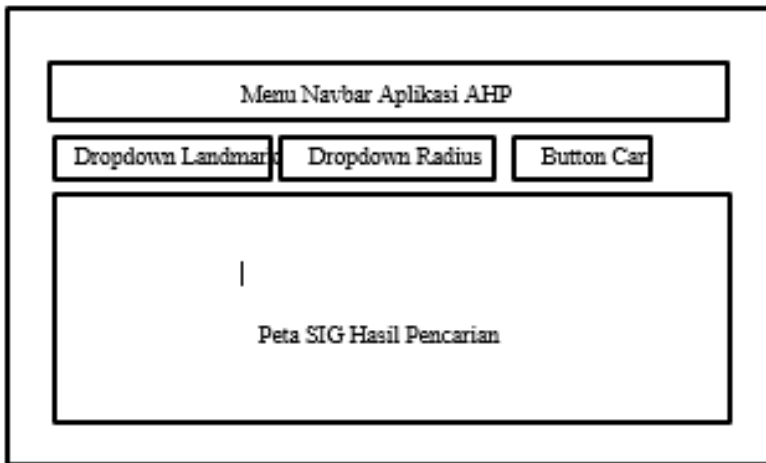 Menu Navbar Aplikasi AHP
Dropdown Landmark Dropdown Radius Button Cari
Peta SIG Hasil Pencarian